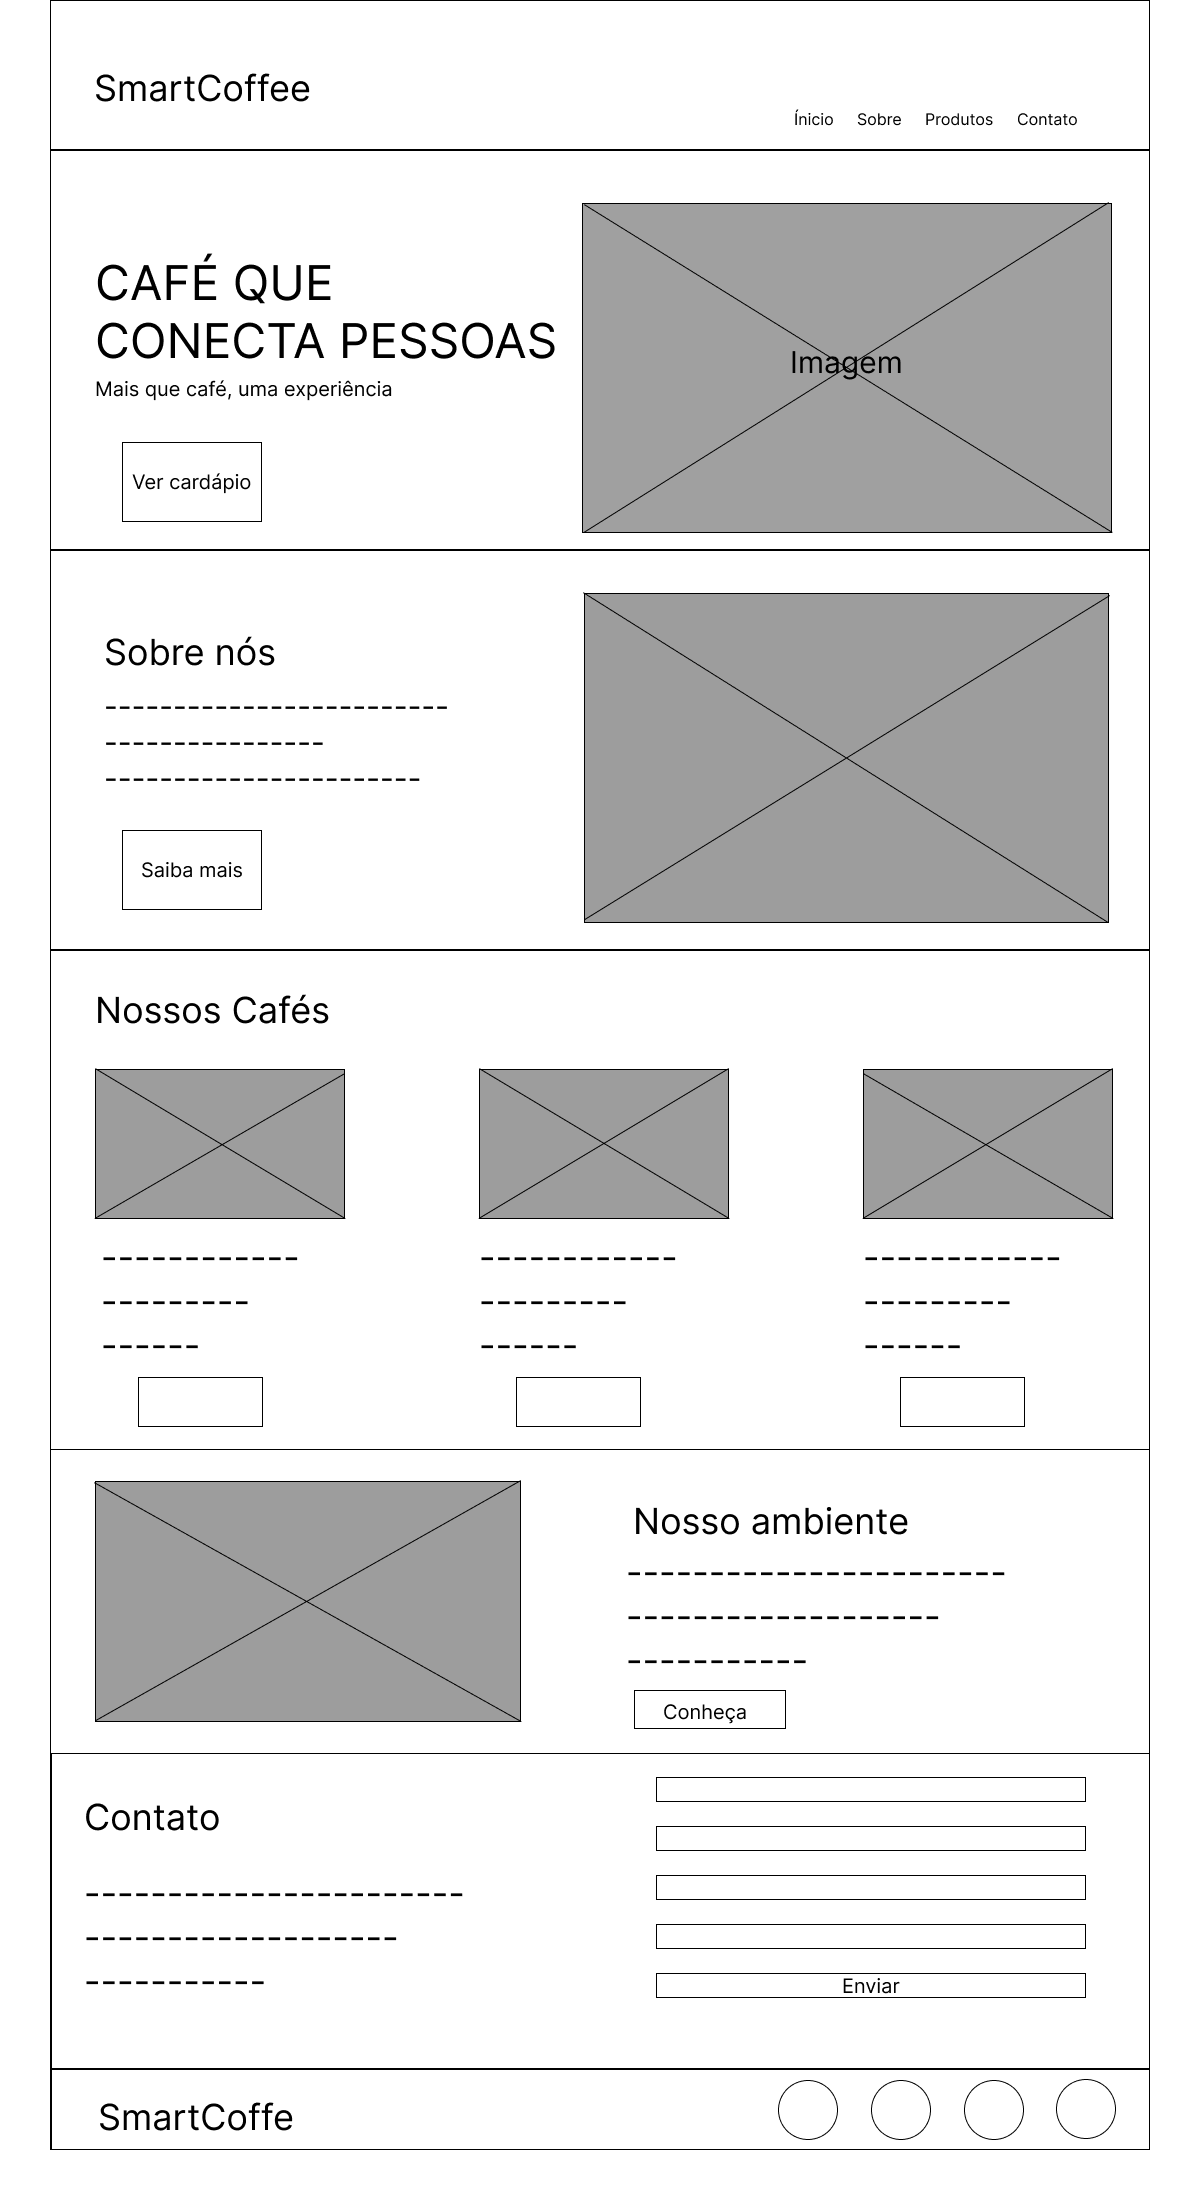 SmartCoffee
Ínicio Sobre Produtos Contato
CAFÉ QUE
CONECTA PESSOAS
Mais que café, uma experiência
Ver cardápio
Imagem
Sobre nós
Saiba mais
Nossos Cafés
Nosso ambiente
Conheça
Contato
Enviar
SmartCoffe